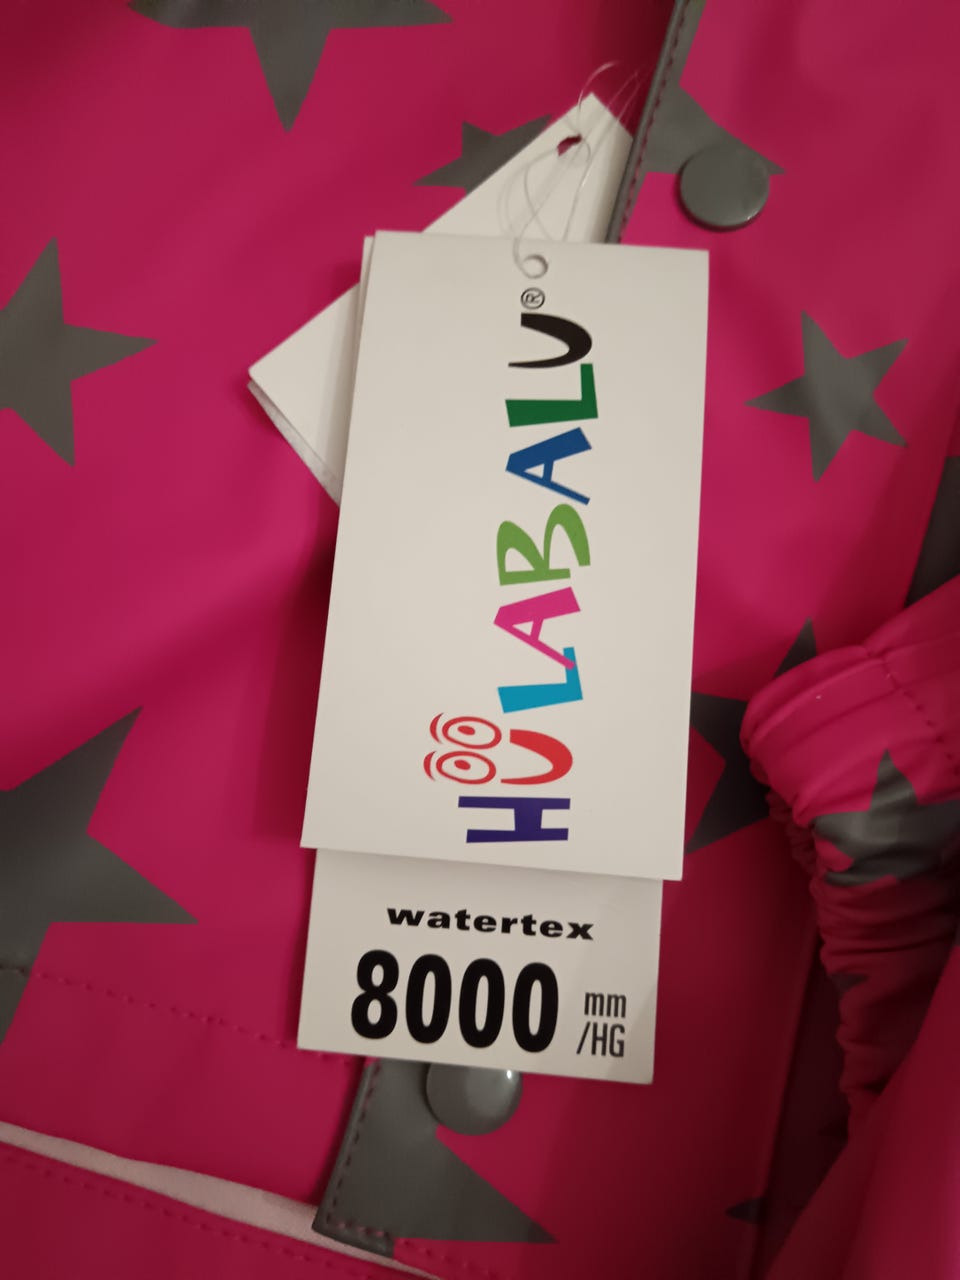 HULABALU®
watertex
8000 mm
/HG